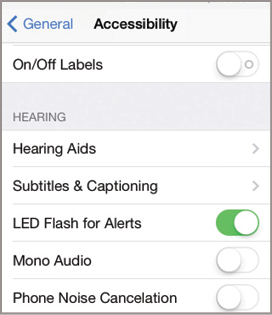 General
Accessibility
On/Off Labels
HEARING
Hearing Aids
Subtitles & Captioning
LED Flash for Alerts
Mono Audio
Phone Noise Cancelation